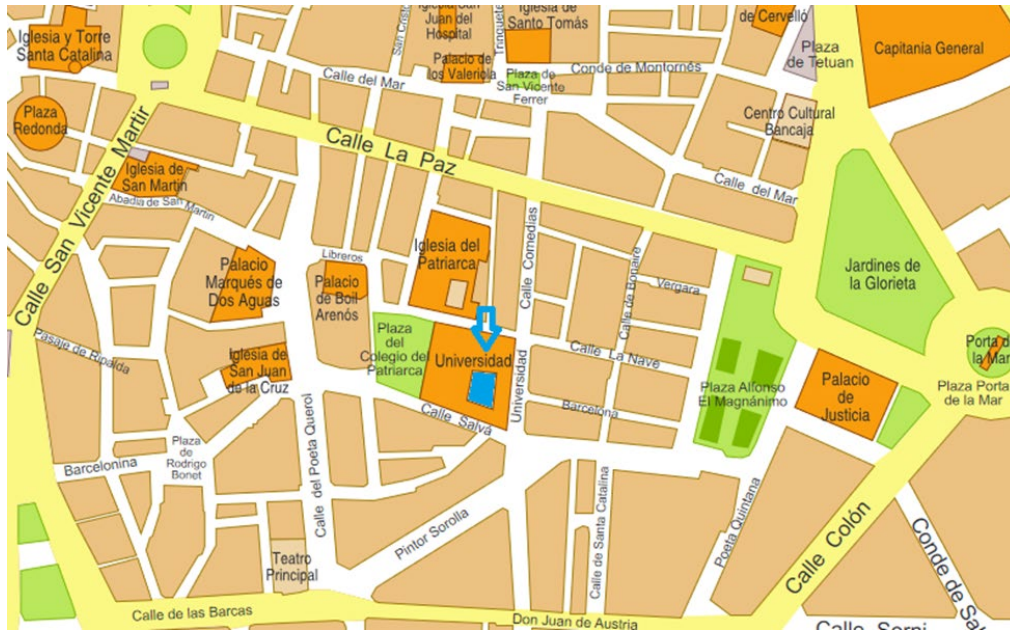 Iglesia y Torre
Santa Catalina
San Costo
Iglesia San
Juan del
Hospital
Trinquete
Iglesia de
Santo Tomás
de Cervelló
Plaza
de Tetuan
Capitanía General
Palacio de
los Valeriola
Calle del Mar
Plaza de
San Vicente
Ferrer
Conde de Montornés
Plaza
Redonda
Centro Cultural
Bancaja
Calle La Paz
Calle San Vicente Martir
Iglesia de
San Martín
Abadia de San Martin
Calle del Mar
Libreros
Iglesia del
Patriarca
Calle Comedias
Calle de Bonaire
Vergara
Jardines de
la Glorieta
Palacio
Marqués de
Dos Aguas
Palacio
de Boil
Arenós
Pasaje de Ripalda
Iglesia de
San Juan
de la Cruz
Plaza
del
Colegio del
Patriarca
Universidad
Universidad
Calle La Nave
Plaza Alfonso
El Magnánimo
Palacio
de
Justicia
Porta de
la Mar
Plaza Porta
de la Mar
Calle Salvá
Barcelona
Barcelonina
Plaza
de
Rodrigo
Bonet
Calle del Poeta Querol
Pintor Sorolla
Calle de Santa Catalina
Poeta Quintana
Calle Colón
Conde de Sal
Teatro
Principal
Calle de las Barcas
Don Juan de Austria
Calle Sorni